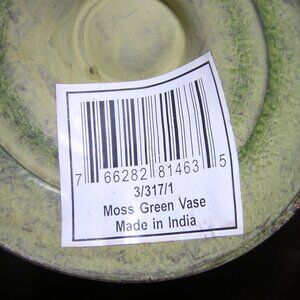 7 66282 81463 5
3/317/1
Moss Green Vase
Made in India